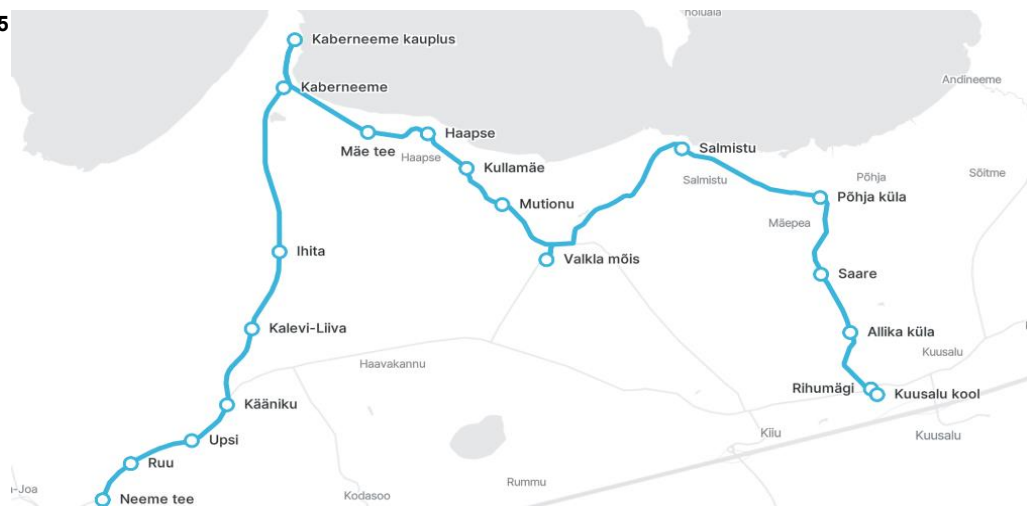 5
Kaberneeme kauplus
Kaberneeme
Andineeme
Mäe tee
Haapse
Haapse
Kullamäe
Salmistu
Salmistu
Põhja
Sõitme
Mutionu
Põhja küla
Mäepea
Ihita
Valkla mõis
Saare
Kalevi-Liiva
Allika küla
Haavakannu
Kuusalu
Rihumägi
Kuusalu kool
Kääniku
Kiiu
Kuusalu
Upsi
Ruu
Rummu
-Joa
Neeme tee
Kodasoo